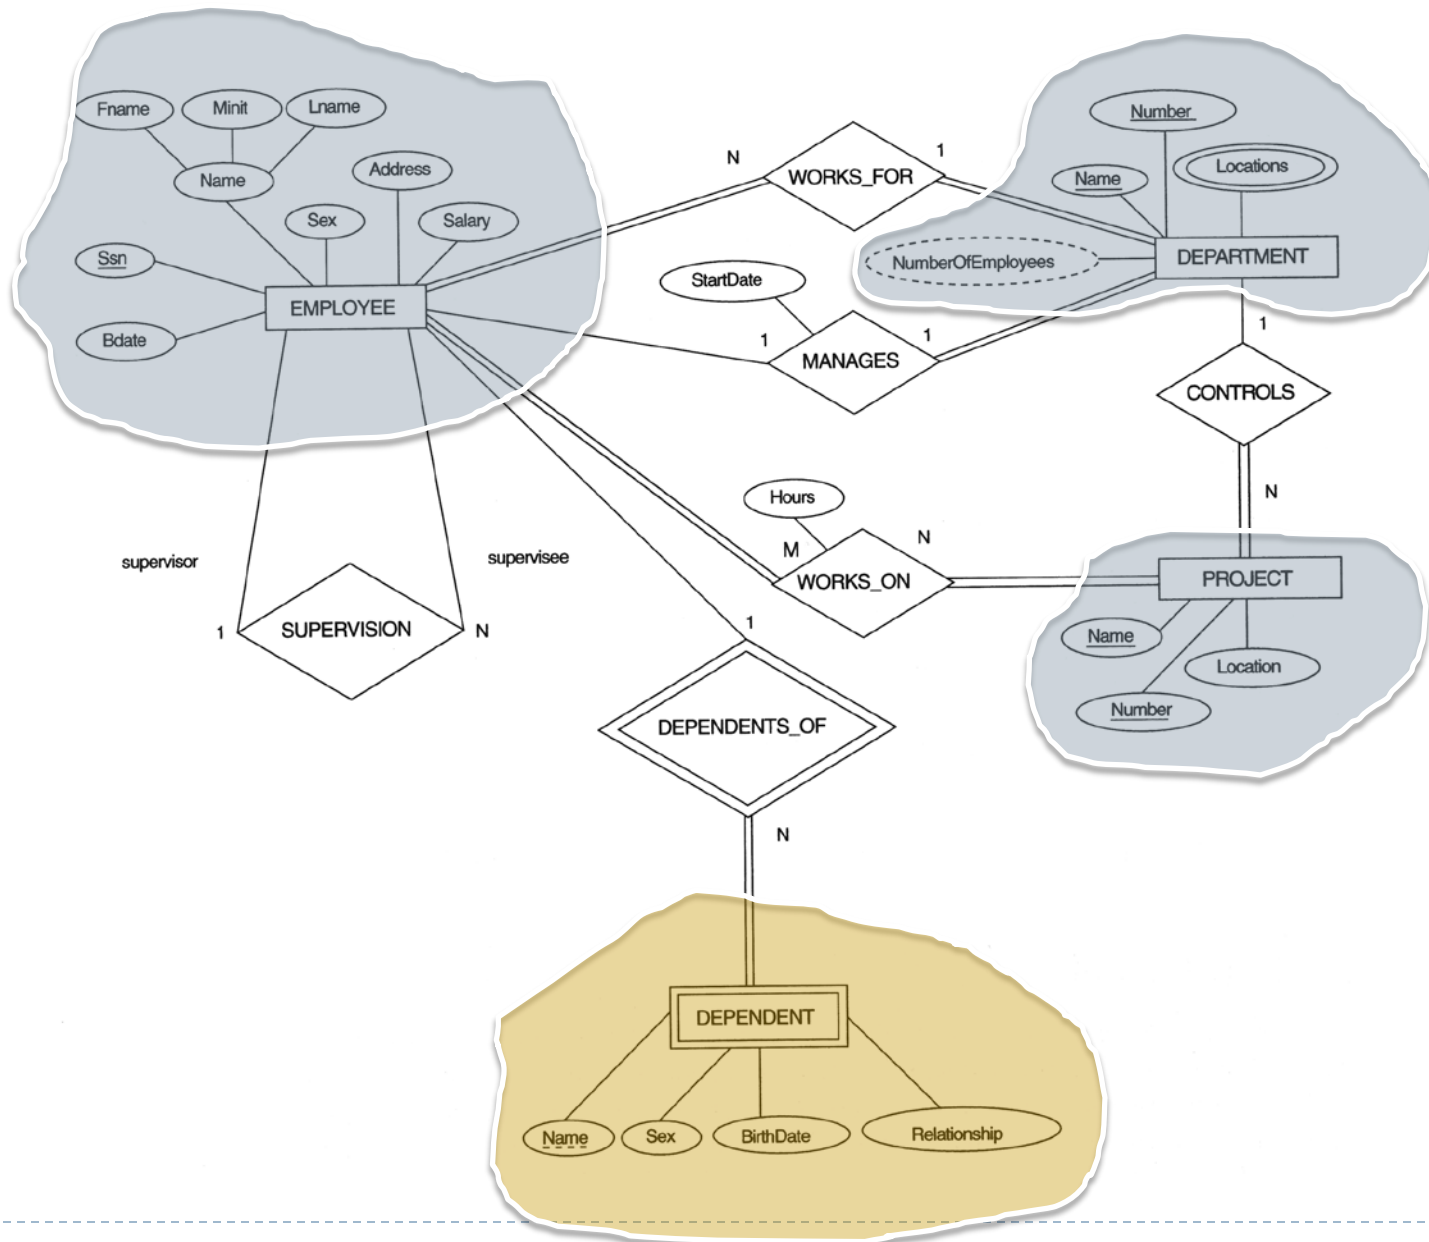 Fname
Minit
Lname
Name
Address
Sex
Salary
Ssn
Bdate
EMPLOYEE
N
WORKS_FOR
1
Number
Locations
Name
NumberOfEmployees
DEPARTMENT
StartDate
1
MANAGES
1
1
CONTROLS
N
supervisor
supervisee
1
SUPERVISION
N
Hours
M
N
WORKS_ON
PROJECT
Name
Location
Number
1
DEPENDENTS_OF
N
DEPENDENT
Name
Sex
BirthDate
Relationship